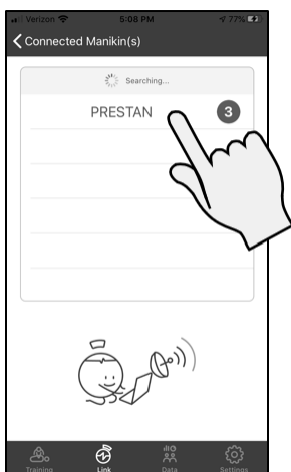 Verizon 5:08 PM 77%
Connected Manikin(s)
Searching...
PRESTAN 3
Training Link Data Settings